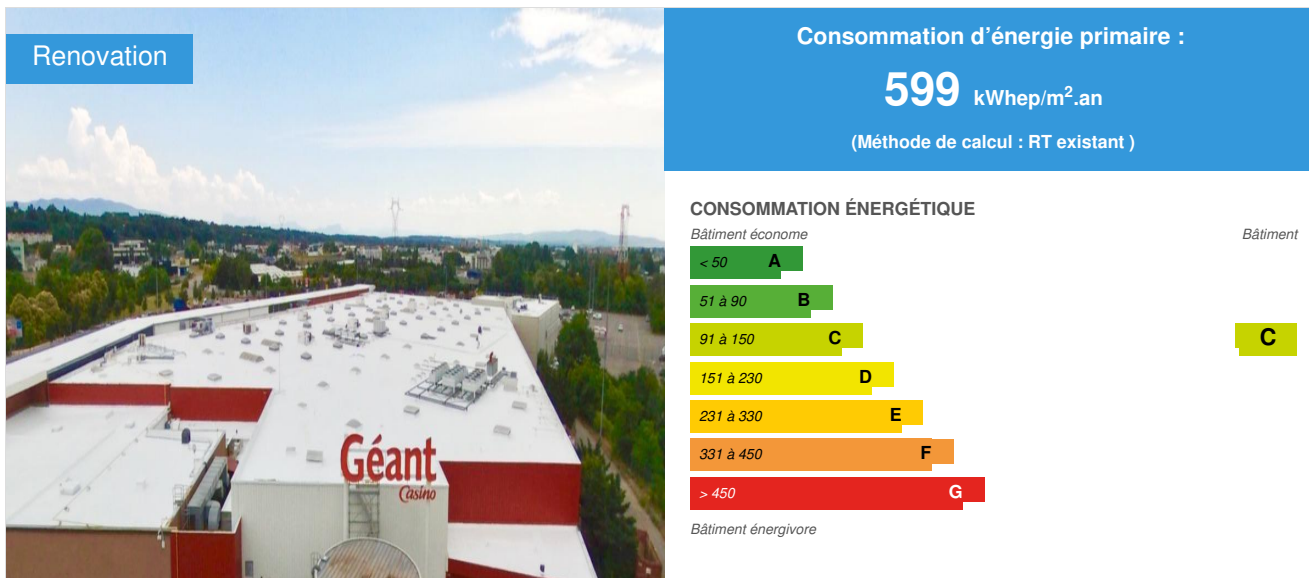 Renovation
Géant
Casino
Consommation d'énergie primaire :
599 kWhep/m².an
(Méthode de calcul : RT existant )
CONSOMMATION ÉNERGÉTIQUE
Bâtiment économe
Bâtiment
< 50 A
51 à 90 B
91 à 150 C
C
151 à 230 D
231 à 330 E
331 à 450 F
> 450 G
Bâtiment énergivore